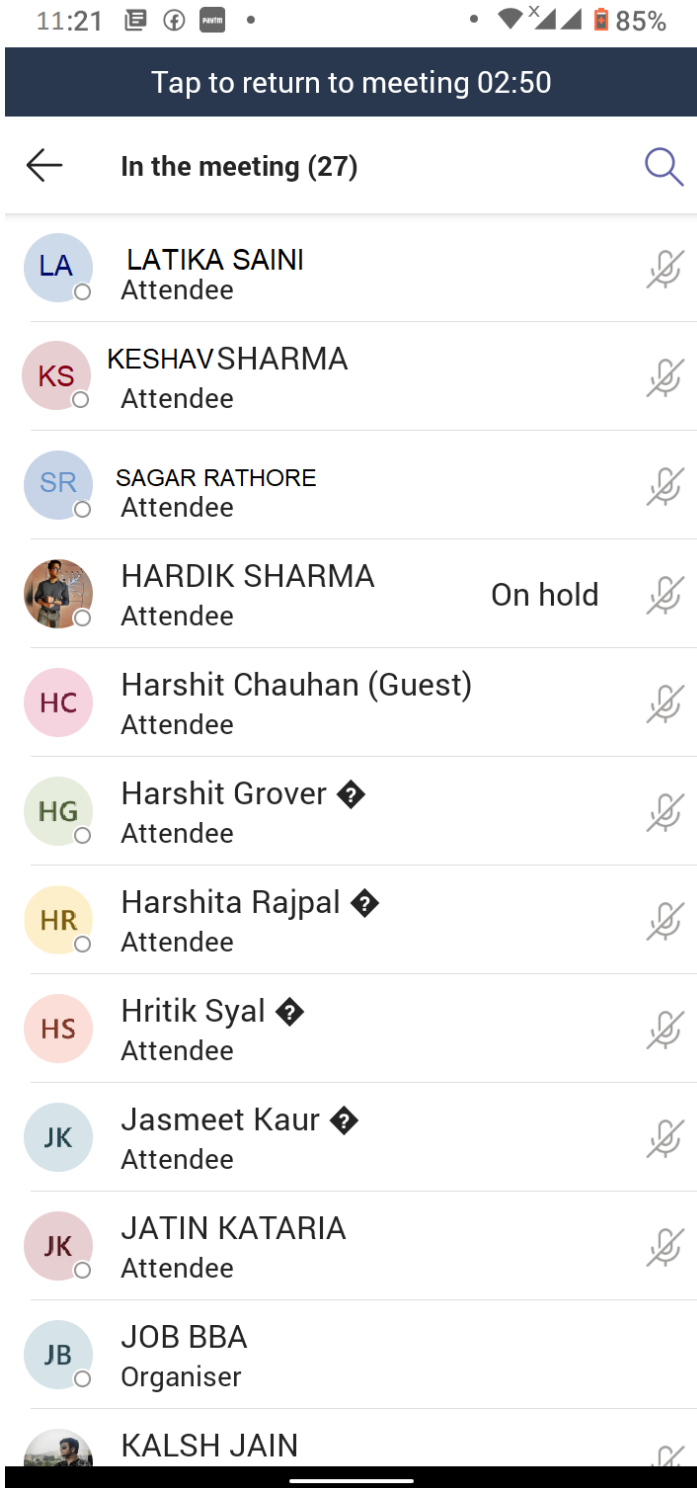 11:21 paytm 85%
Tap to return to meeting 02:50
In the meeting (27)
LA LATIKA SAINI
Attendee
KS KESHAV SHARMA
Attendee
SR SAGAR RATHORE
Attendee
HARDIK SHARMA
Attendee
On hold
HC Harshit Chauhan (Guest)
Attendee
HG Harshit Grover �
Attendee
HR Harshita Rajpal �
Attendee
HS Hritik Syal �
Attendee
JK Jasmeet Kaur �
Attendee
JK JATIN KATARIA
Attendee
JB JOB BBA
Organiser
KALSH JAIN